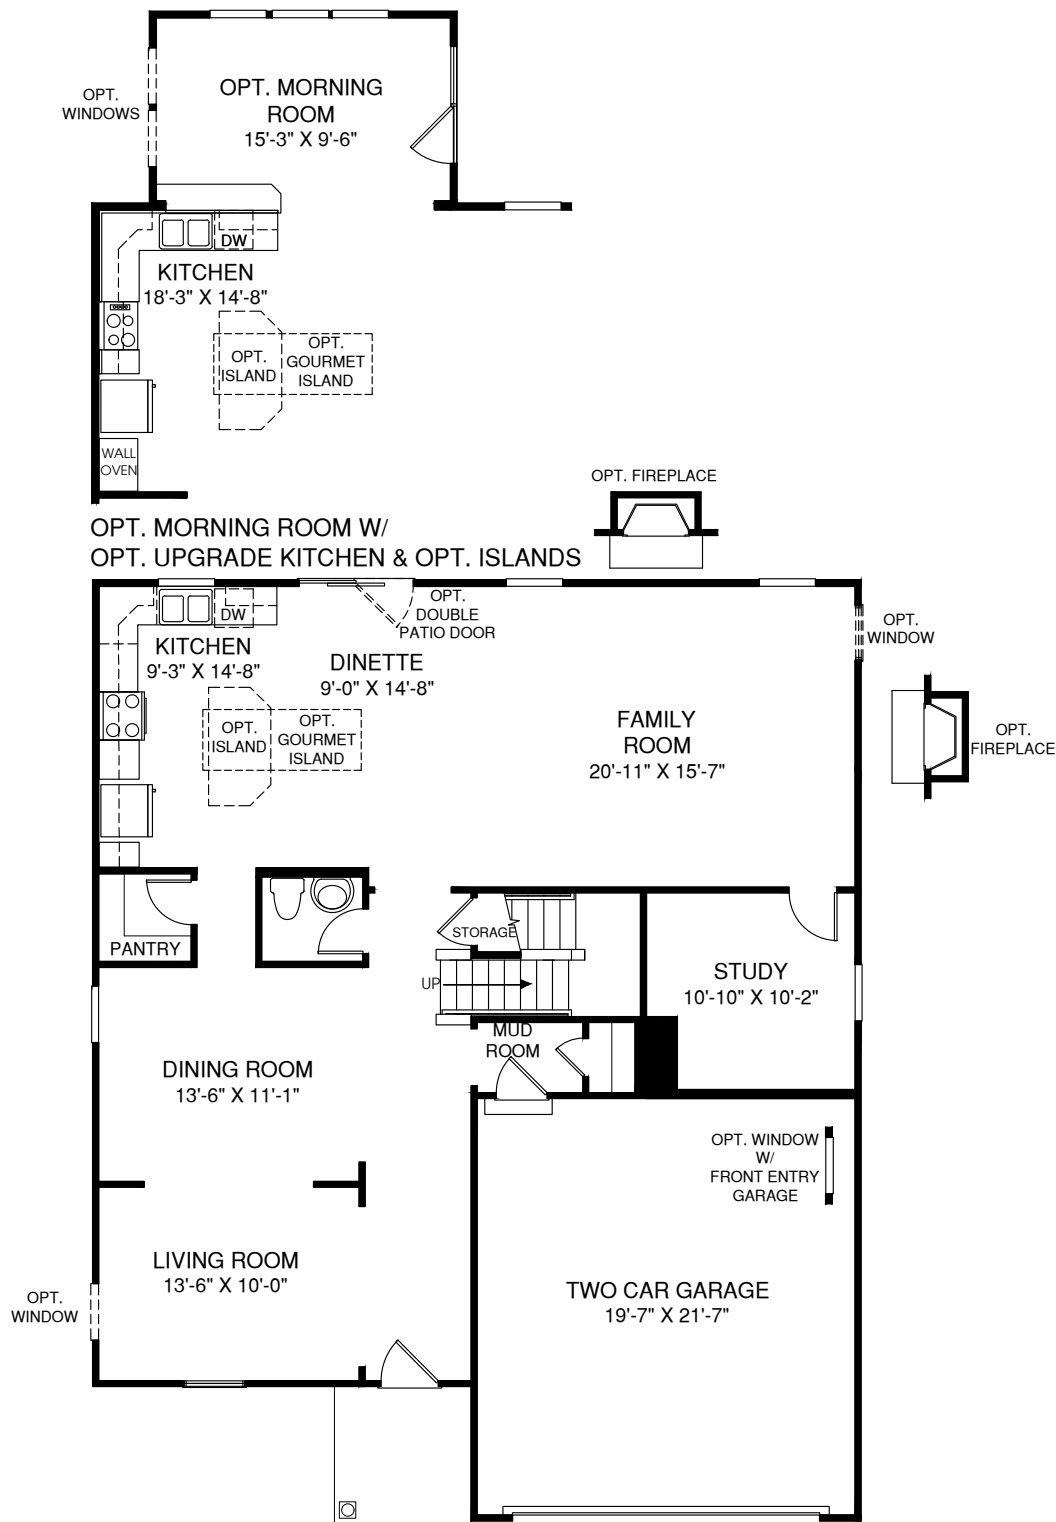 OPT. MORNING
ROOM
15'-3" X 9'-6"
OPT.
WINDOWS
DW
KITCHEN
18'-3" X 14'-8"
OPT.
ISLAND
OPT.
GOURMET
ISLAND
WALL
OVEN
OPT. FIREPLACE
OPT. MORNING ROOM W/
OPT. UPGRADE KITCHEN & OPT. ISLANDS
DW
OPT.
DOUBLE
PATIO DOOR
KITCHEN
9'-3" X 14'-8"
DINETTE
9'-0" X 14'-8"
OPT.
WINDOW
OPT.
ISLAND
OPT.
GOURMET
ISLAND
FAMILY
ROOM
20'-11" X 15'-7"
OPT.
FIREPLACE
PANTRY
STORAGE
UP
STUDY
10'-10" X 10'-2"
MUD
ROOM
DINING ROOM
13'-6" X 11'-1"
OPT. WINDOW
W/
FRONT ENTRY
GARAGE
LIVING ROOM
13'-6" X 10'-0"
OPT.
WINDOW
TWO CAR GARAGE
19'-7" X 21'-7"